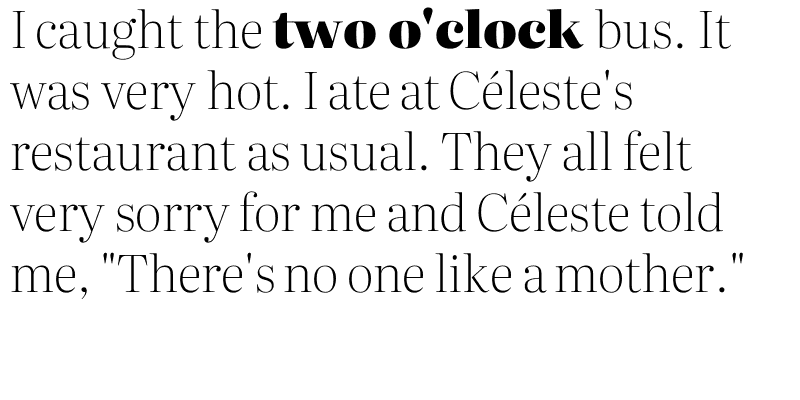 I caught the two o'clock bus. It
was very hot. I ate at Céleste's
restaurant as usual. They all felt
very sorry for me and Céleste told
me, "There's no one like a mother."